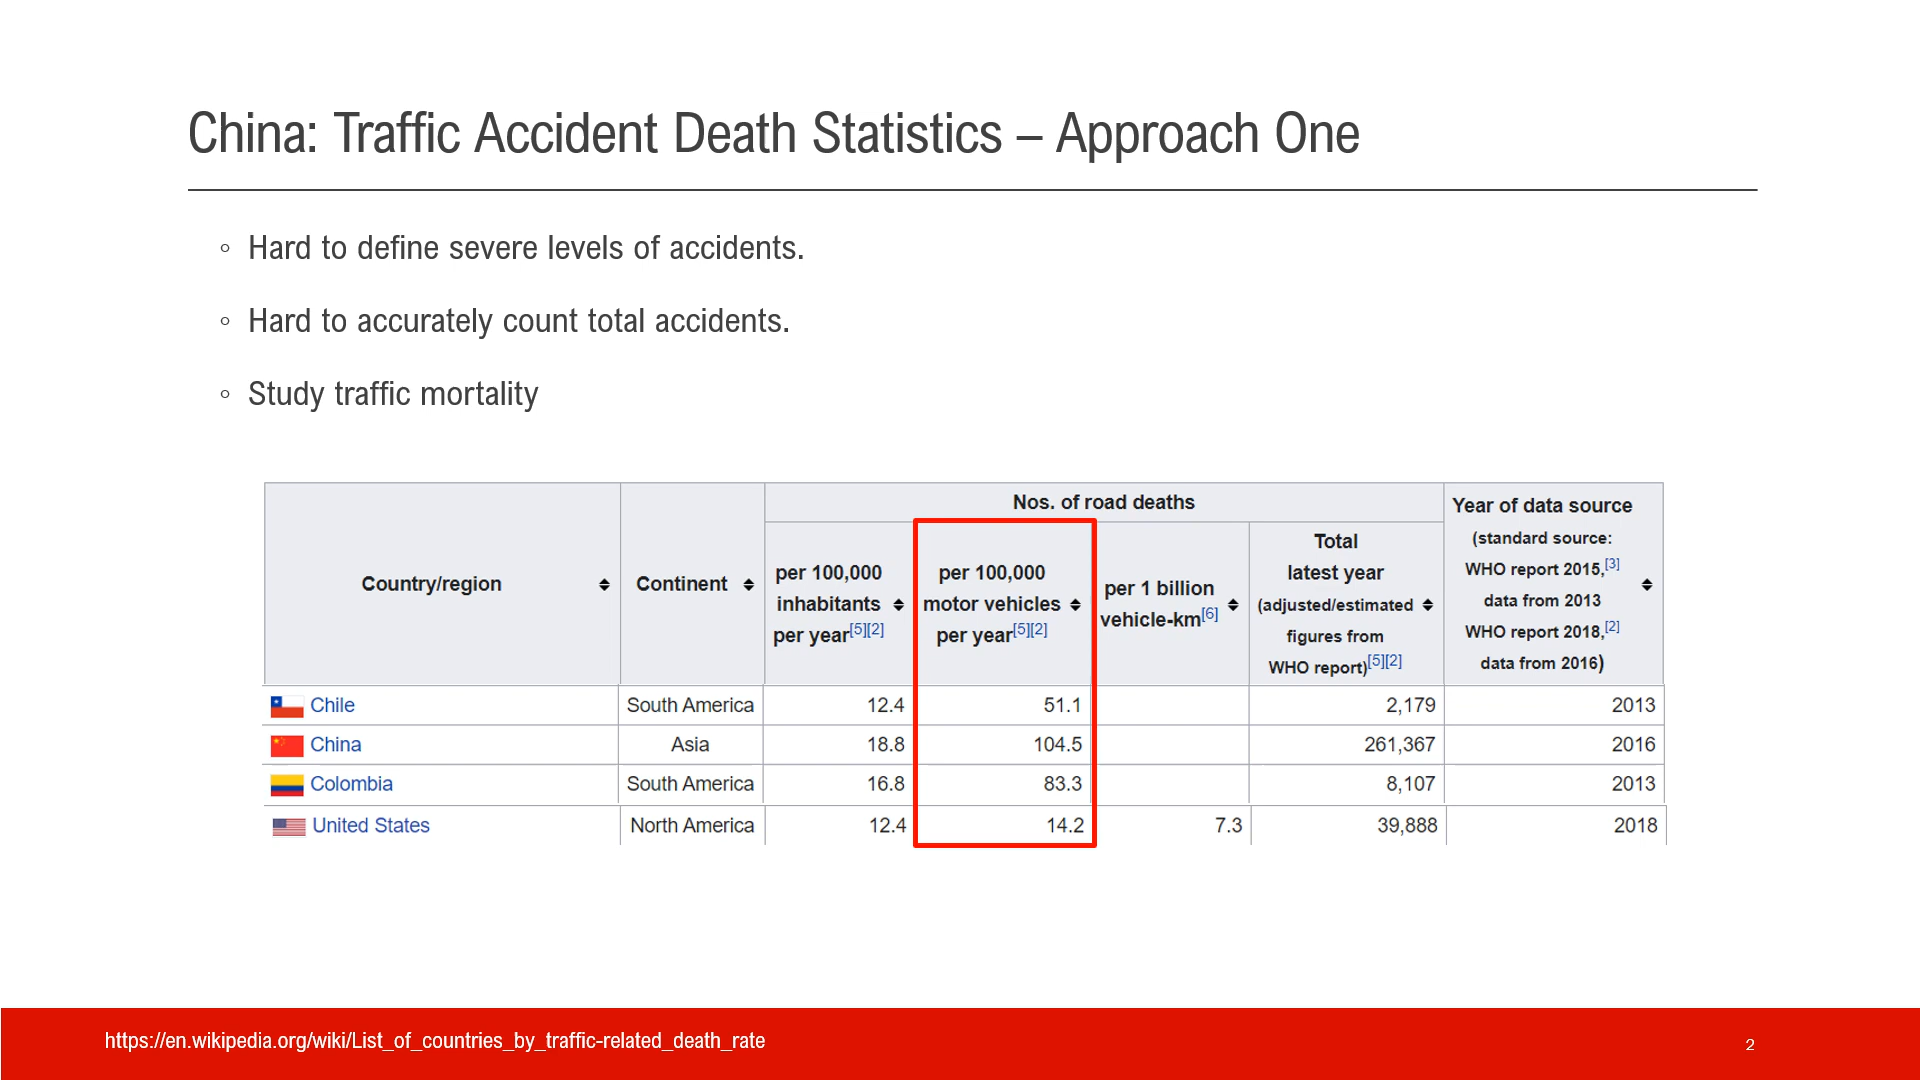 China: Traffic Accident Death Statistics – Approach One
◦ Hard to define severe levels of accidents.
◦ Hard to accurately count total accidents.
◦ Study traffic mortality
Country/region
Continent
Nos. of road deaths
per 100,000
inhabitants
per year[5][2]
per 100,000
motor vehicles
per year[5][2]
per 1 billion
vehicle-km[6]
Total
latest year
(adjusted/estimated
figures from
WHO report)[5][2]
Year of data source
(standard source:
WHO report 2015,[3]
data from 2013
WHO report 2018,[2]
data from 2016)
Chile South America 12.4 51.1 2,179 2013
China Asia 18.8 104.5 261,367 2016
Colombia South America 16.8 83.3 8,107 2013
United States North America 12.4 14.2 7.3 39,888 2018
https://en.wikipedia.org/wiki/List_of_countries_by_traffic-related_death_rate
2